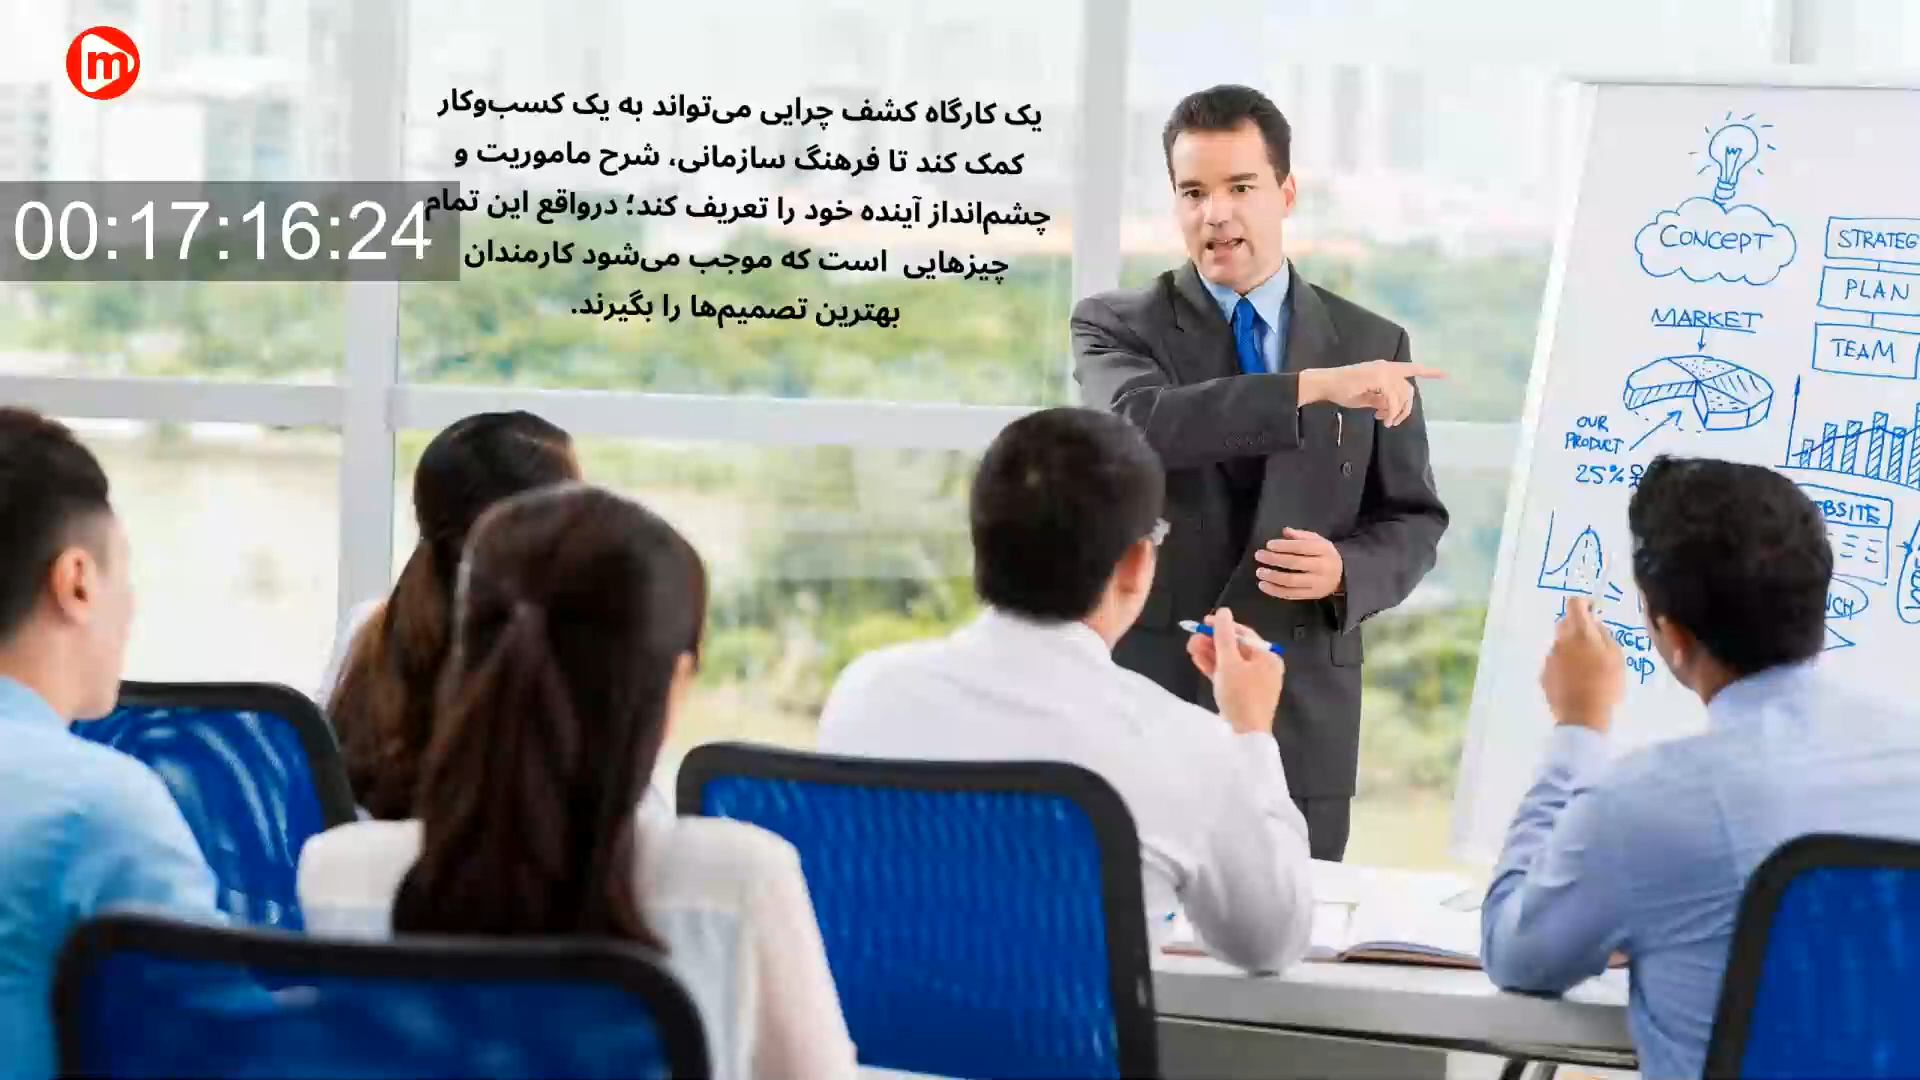 m
یک کارگاه کشف چرایی می‌تواند به یک کسب‌وکار
کمک کند تا فرهنگ سازمانی، شرح ماموریت و
چشم‌انداز آینده خود را تعریف کند؛ درواقع این تمام
چیزهایی است که موجب می‌شود کارمندان
بهترین تصمیم‌ها را بگیرند.
00:17:16:24
CONCEPT
STRATEG
PLAN
TEAM
MARKET
OUR
PRODUCT
25%
EBSITE